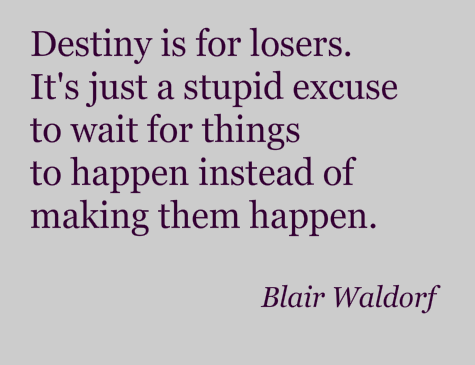 Destiny is for losers.
It's just a stupid excuse
to wait for things
to happen instead of
making them happen.
Blair Waldorf